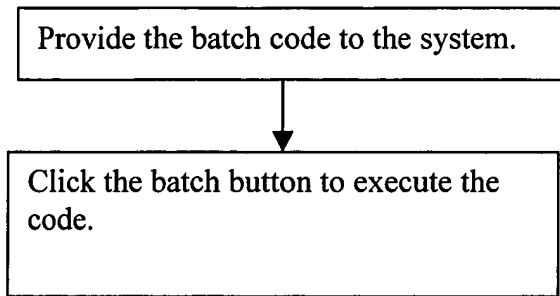 Provide the batch code to the system.
Click the batch button to execute the
code.